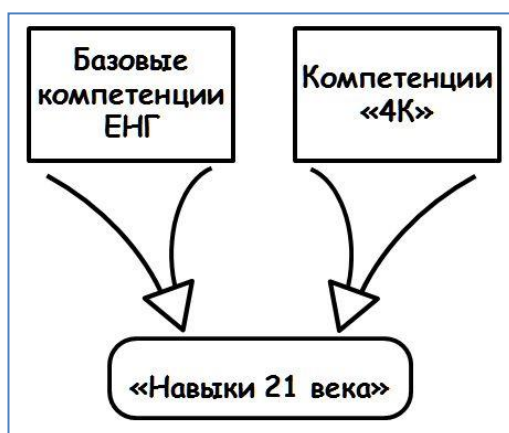 Базовые
компетенции
ЕНГ
Компетенции
«4К»
«Навыки 21 века»